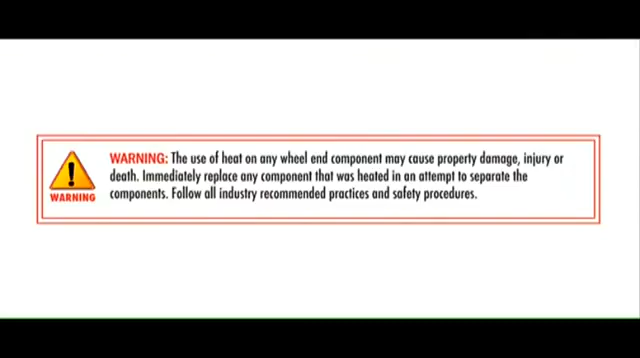 WARNING: The use of heat on any wheel end component may cause property damage, injury or
death. Immediately replace any component that was heated in an attempt to separate the
components. Follow all industry recommended practices and safety procedures.
WARNING